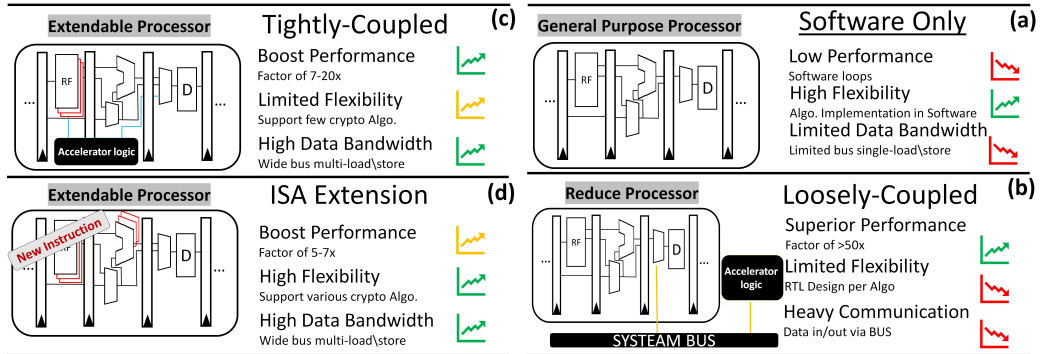 Extendable Processor
Tightly-Coupled
(c)
Boost Performance
Factor of 7-20x
Limited Flexibility
Support few crypto Algo.
High Data Bandwidth
Wide bus multi-load\store
RF
D
...
...
Accelerator logic
General Purpose Processor
Software Only
(a)
Low Performance
Software loops
High Flexibility
Algo. Implementation in Software
Limited Data Bandwidth
Limited bus single-load\store
RF
D
...
...
Extendable Processor
ISA Extension
(d)
Boost Performance
Factor of 5-7x
High Flexibility
Support various crypto Algo.
High Data Bandwidth
Wide bus multi-load\store
New Instruction
RF
D
...
...
Reduce Processor
Loosely-Coupled
(b)
Superior Performance
Factor of >50x
Limited Flexibility
RTL Design per Algo
Heavy Communication
Data in/out via BUS
RF
D
...
...
Accelerator
logic
SYSTEAM BUS